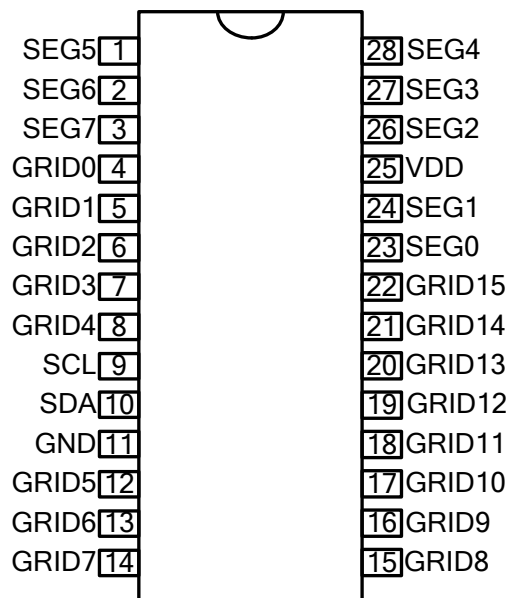 SEG5 1 28 SEG4
SEG6 2 27 SEG3
SEG7 3 26 SEG2
GRID0 4 25 VDD
GRID1 5 24 SEG1
GRID2 6 23 SEG0
GRID3 7 22 GRID15
GRID4 8 21 GRID14
SCL 9 20 GRID13
SDA 10 19 GRID12
GND 11 18 GRID11
GRID5 12 17 GRID10
GRID6 13 16 GRID9
GRID7 14 15 GRID8